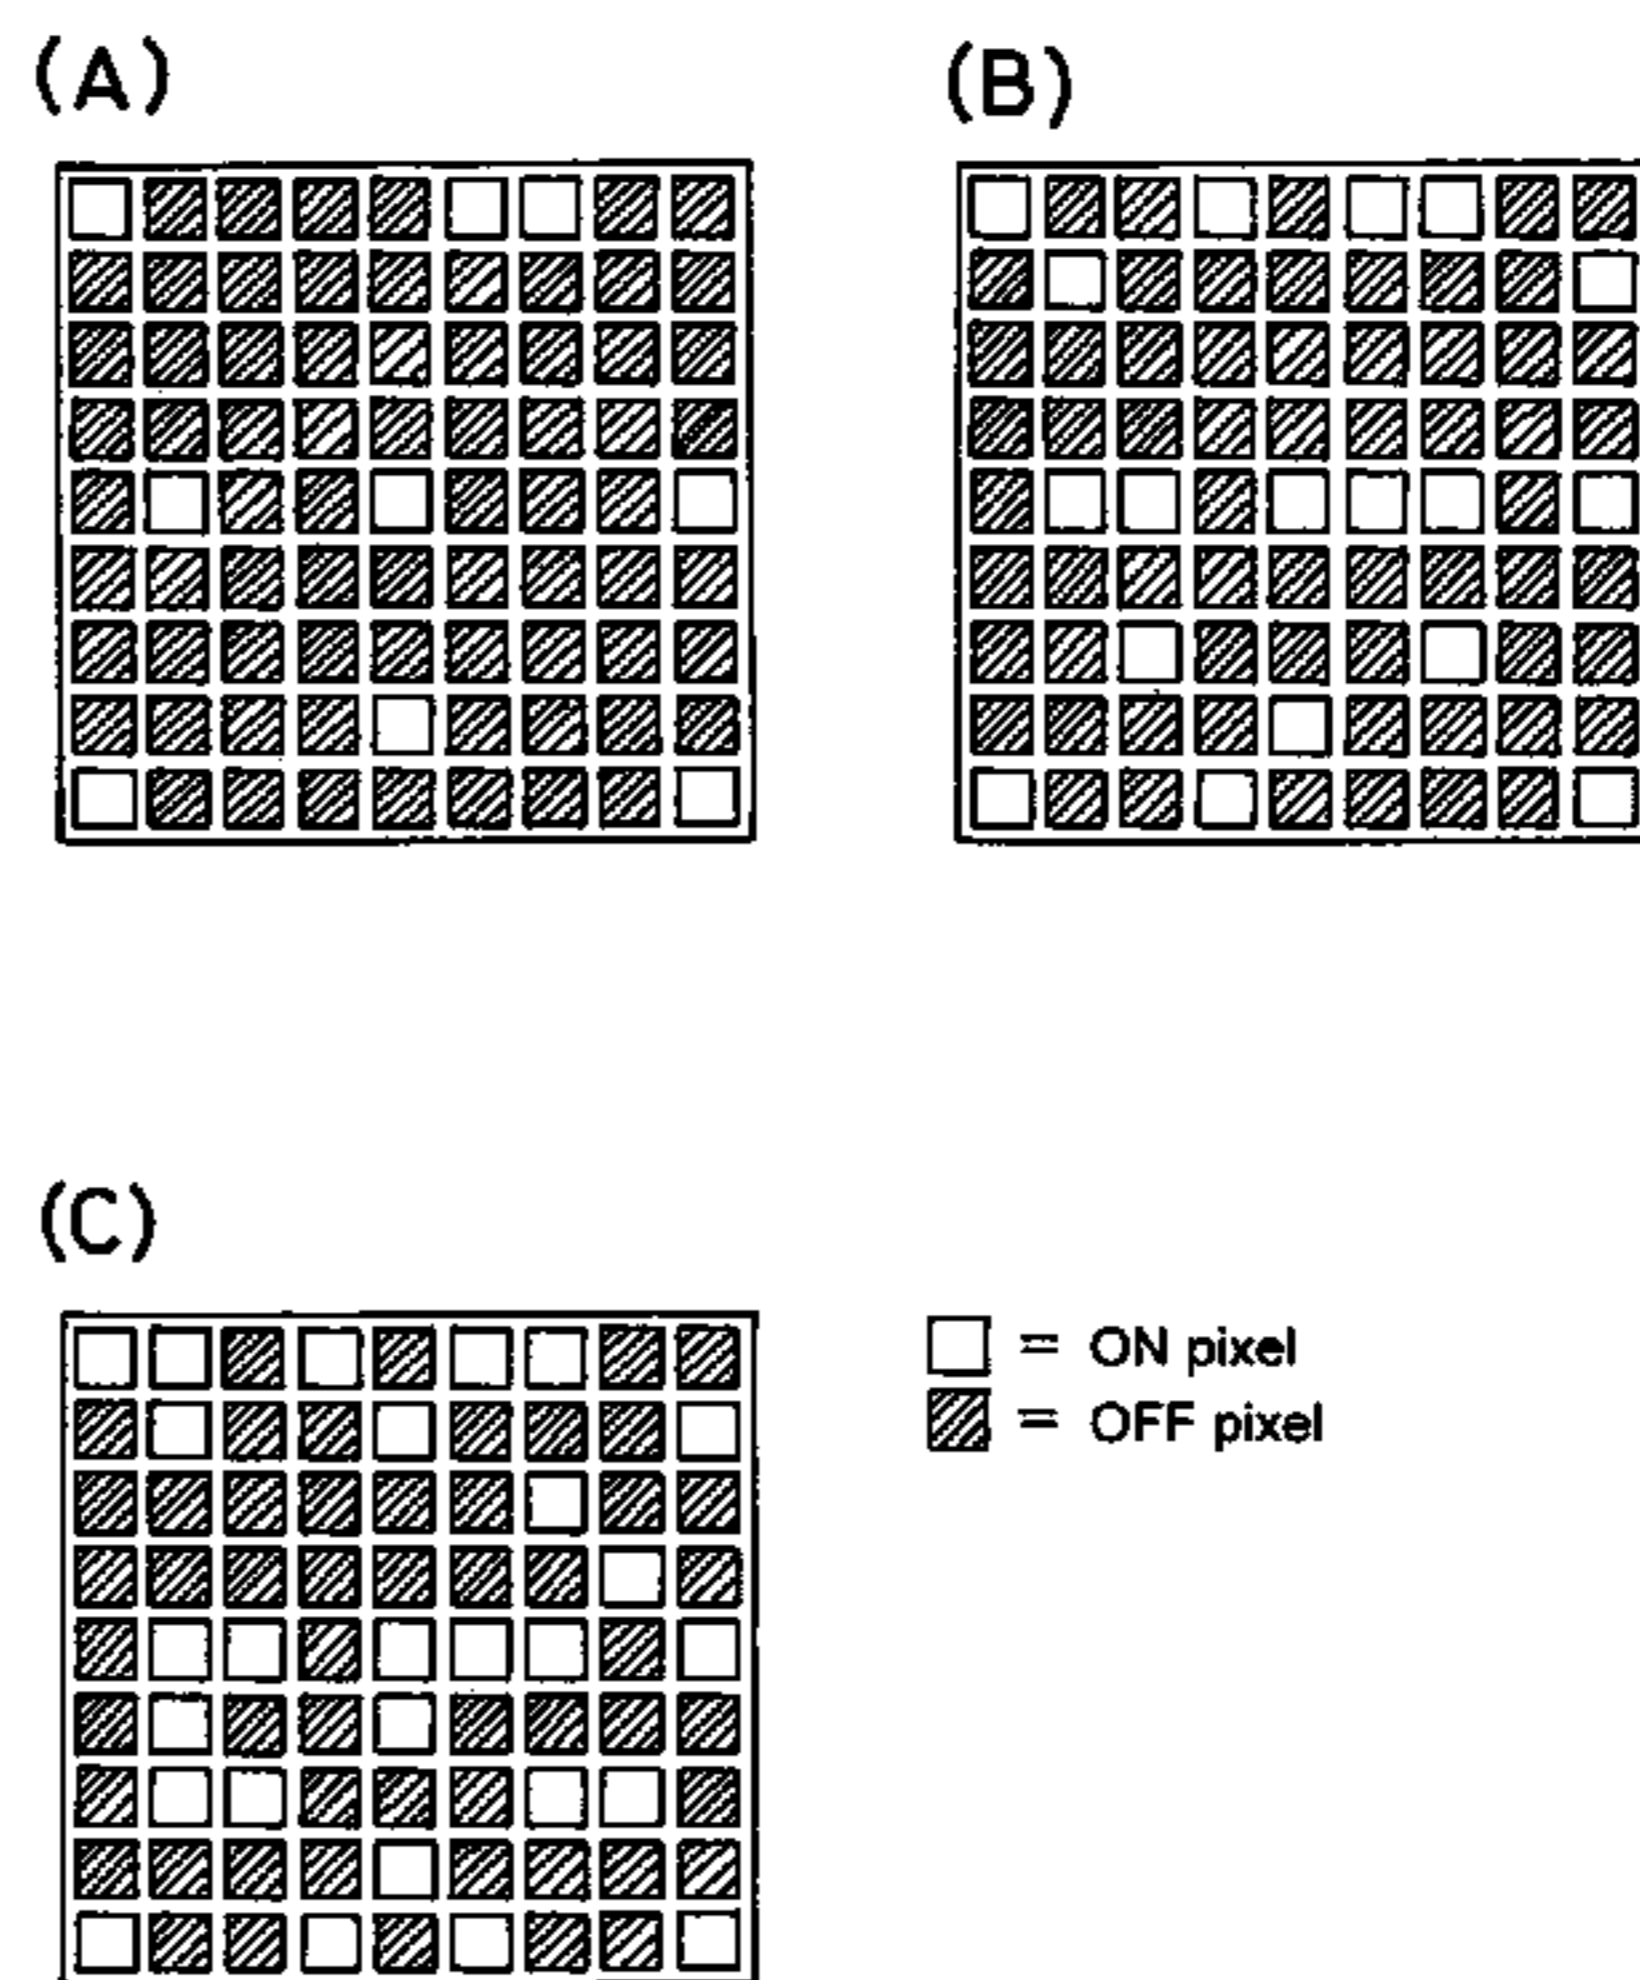 (A)
(B)
(C)
= ON pixel
= OFF pixel